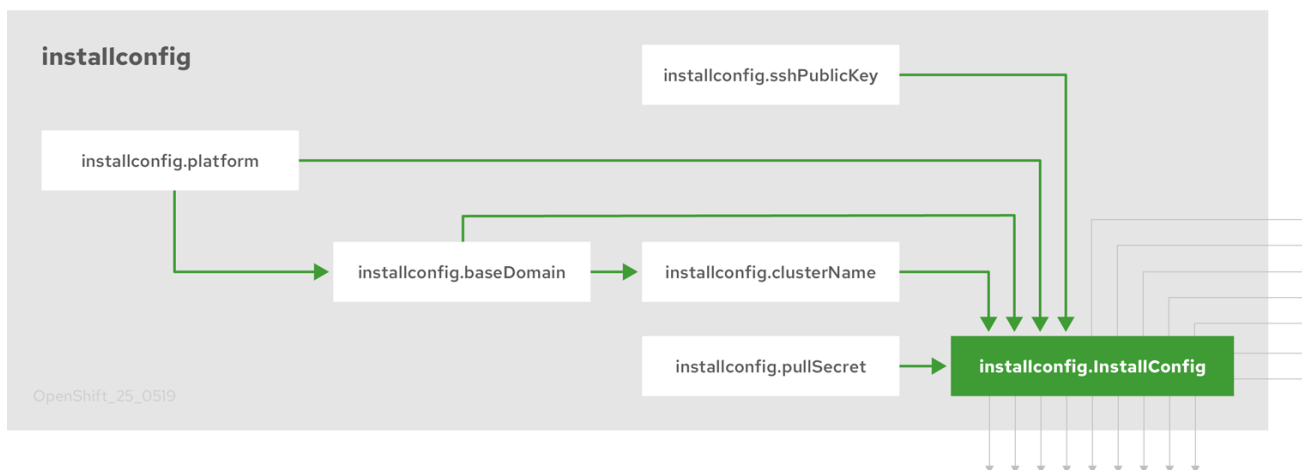 installconfig
installconfig.sshPublicKey
installconfig.platform
installconfig.baseDomain
installconfig.clusterName
installconfig.pullSecret
installconfig.InstallConfig
OpenShift_25_0519